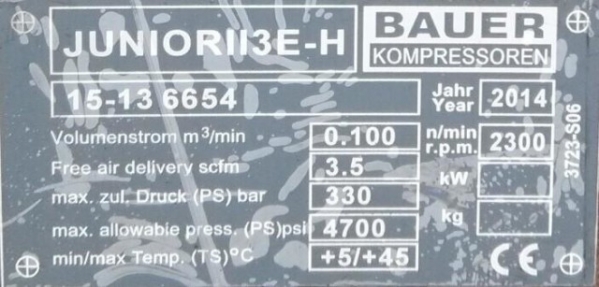 JUNIORII3E-H
BAUER
KOMPRESSOREN
15-13 6654
Jahr
Year
2014
Volumenstrom m³/min 0.100
n/min
r.p.m. 2300
Free air delivery scfm 3.5
kW
max. zul. Druck (PS) bar 330
max. allowable press. (PS)psi 4700
kg
min/max Temp. (TS)°C +5/+45
CE
3723-S06